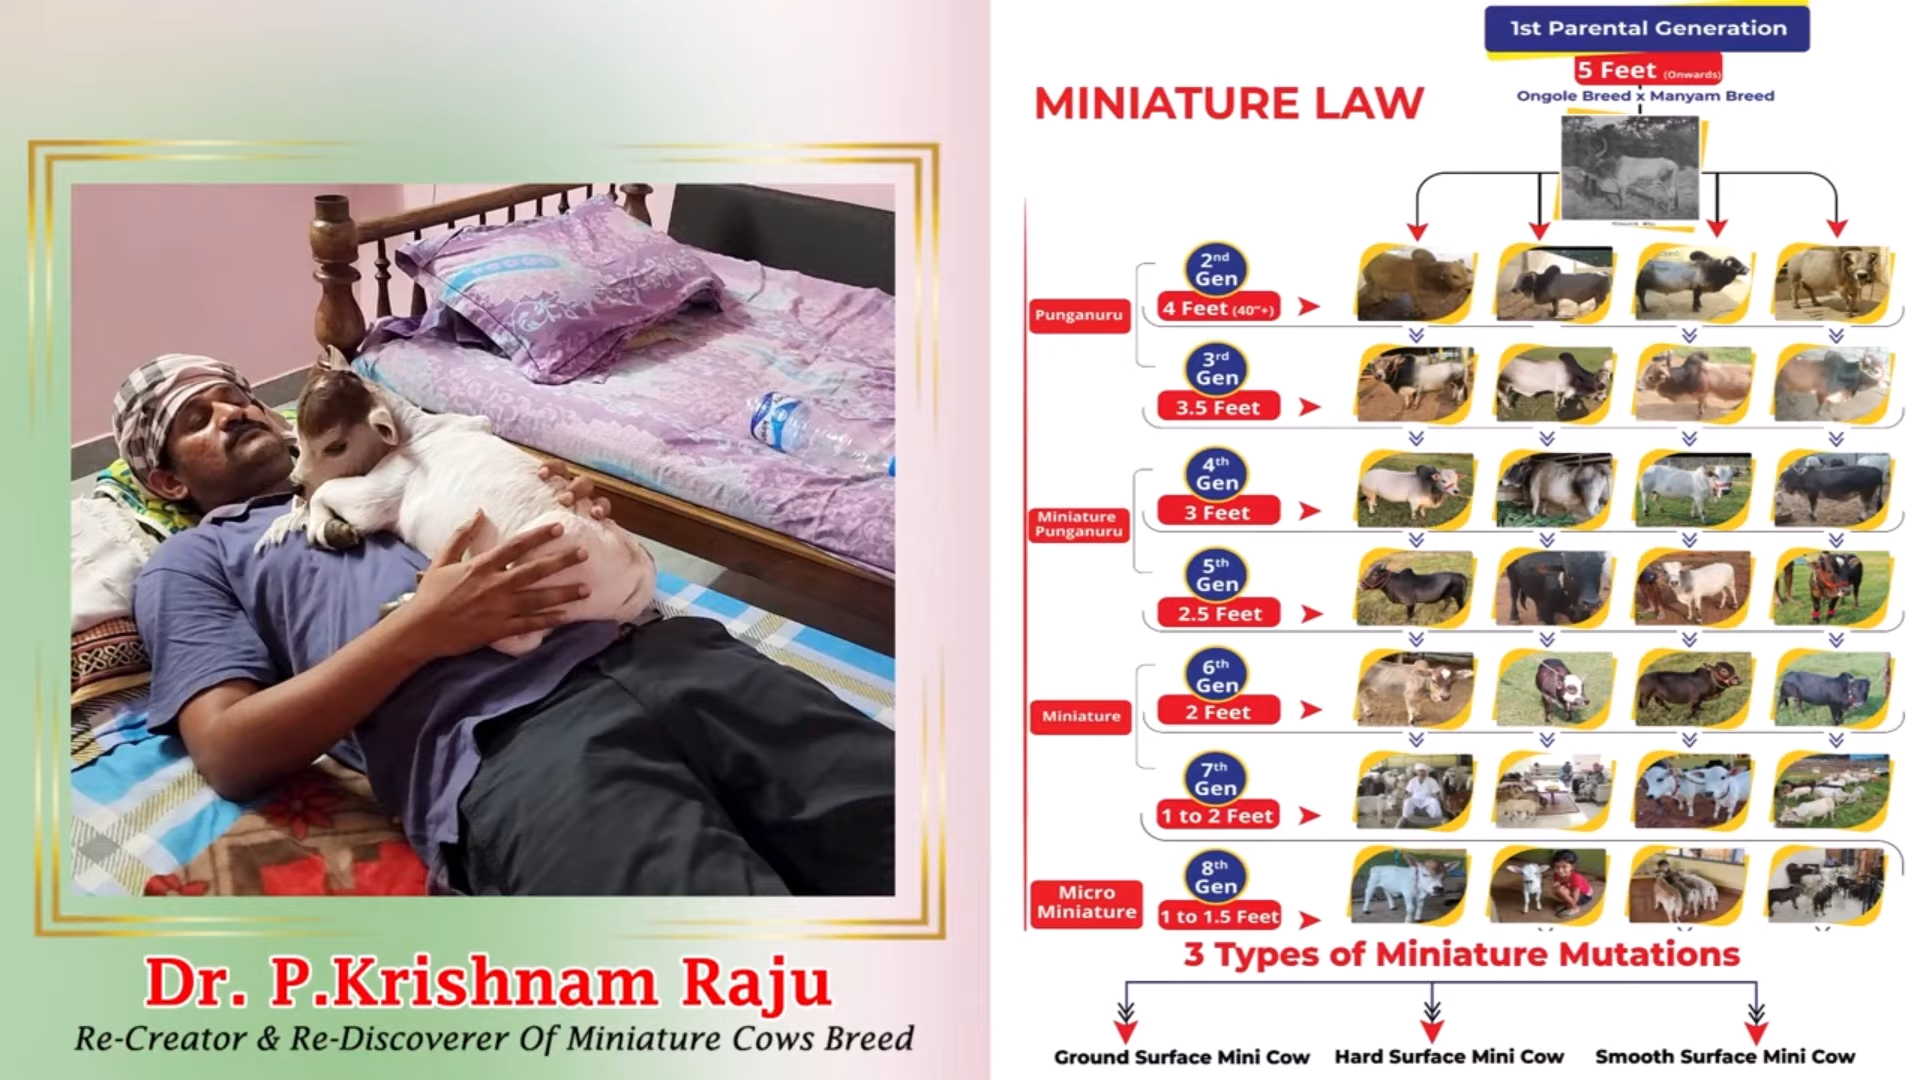 Dr. P.Krishnam Raju
Re-Creator & Re-Discoverer Of Miniature Cows Breed
MINIATURE LAW
1st Parental Generation
5 Feet (Onwards)
Ongole Breed x Manyam Breed
Punganuru
2nd Gen
4 Feet (40"+)
3rd Gen
3.5 Feet
Miniature
Punganuru
4th Gen
3 Feet
5th Gen
2.5 Feet
Miniature
6th Gen
2 Feet
7th Gen
1 to 2 Feet
Micro
Miniature
8th Gen
1 to 1.5 Feet
3 Types of Miniature Mutations
Ground Surface Mini Cow
Hard Surface Mini Cow
Smooth Surface Mini Cow